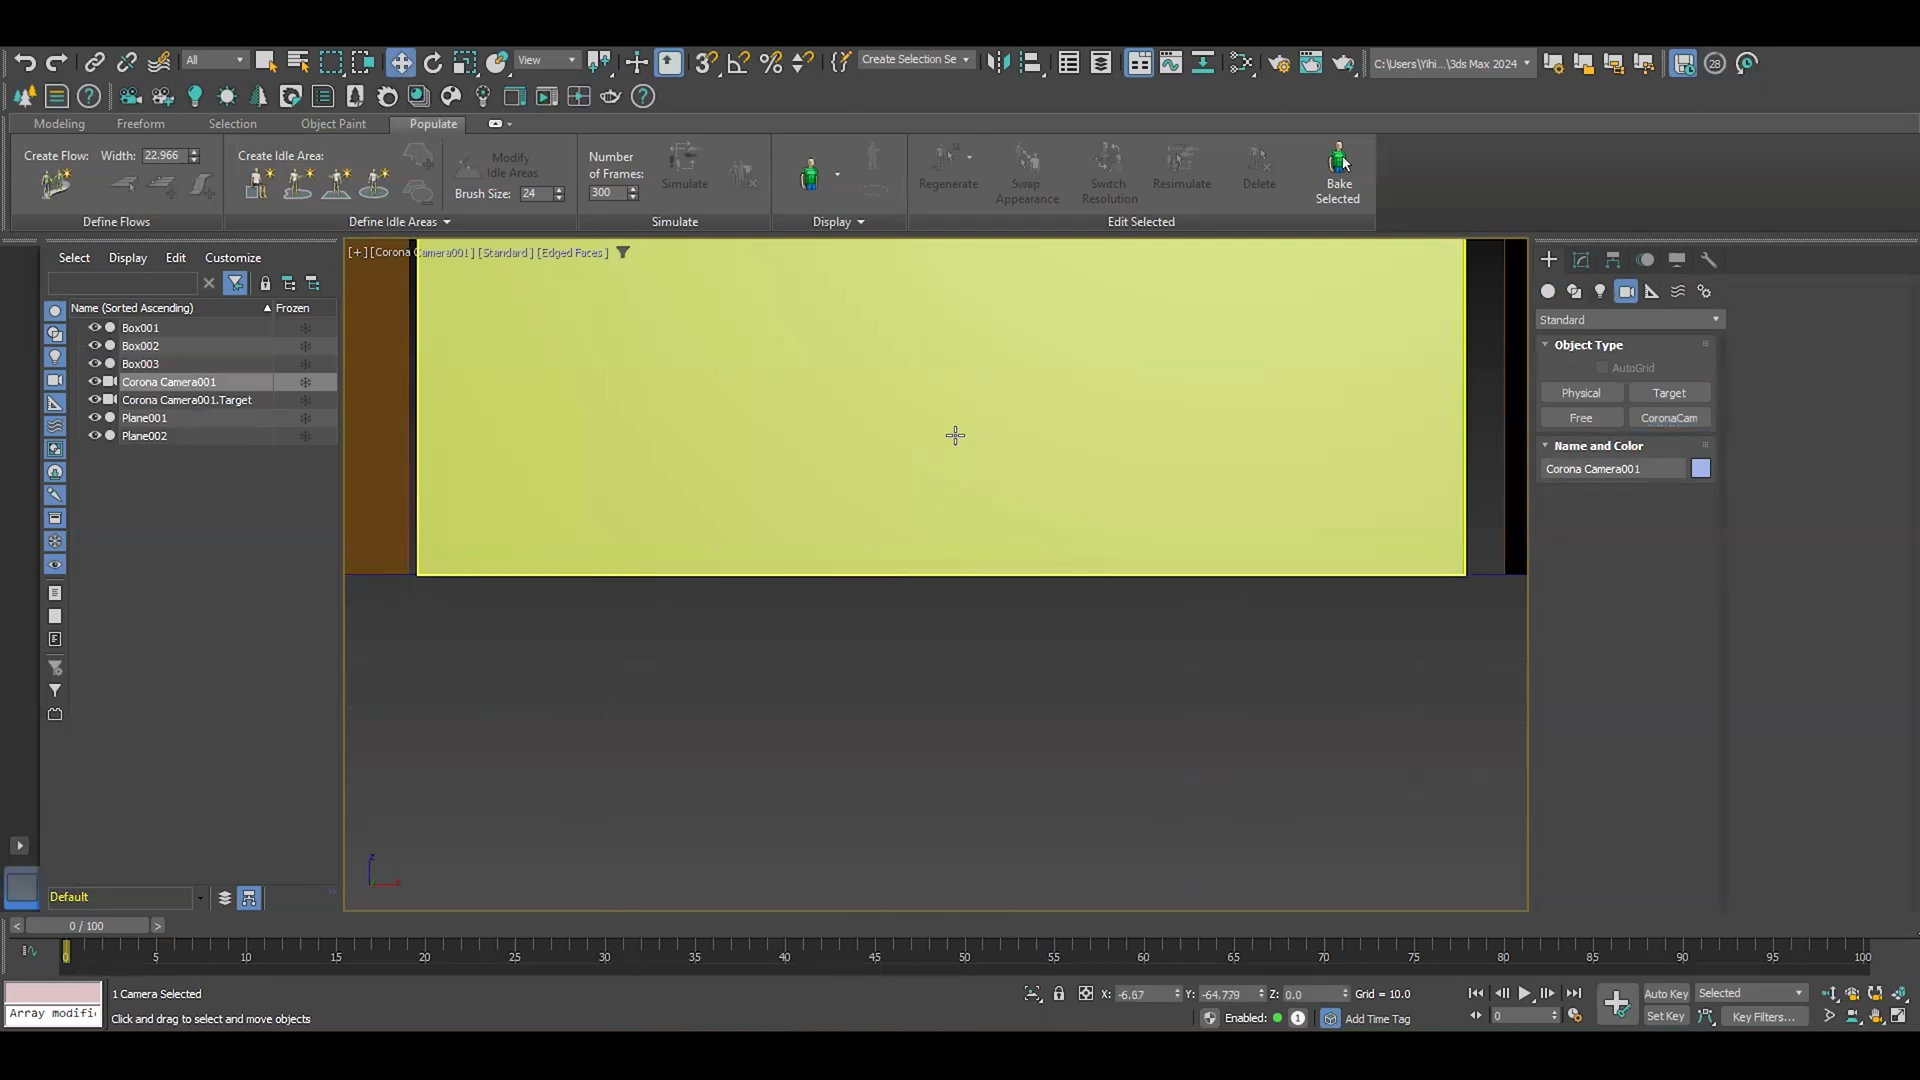 All
View
Create Selection Se
C:\Users\Yihi...\3ds Max 2024
28
Modeling Freeform Selection Object Paint Populate
Create Flow: Width: 22.966
Create Idle Area:
Modify
Idle Areas
Brush Size: 24
Number
of Frames:
300
Simulate
Regenerate
Swap
Appearance
Switch
Resolution
Resimulate
Delete
Bake
Selected
Define Flows
Define Idle Areas
Simulate
Display
Edit Selected
Select Display Edit Customize
Name (Sorted Ascending) Frozen
Box001
Box002
Box003
Corona Camera001
Corona Camera001.Target
Plane001
Plane002
[+] [Corona Camera001] [Standard] [Edged Faces]
z
x
Standard
Object Type
AutoGrid
Physical Target
Free CoronaCam
Name and Color
Corona Camera001
Default
< 0 / 100 >
0 5 10 15 20 25 30 35 40 45 50 55 60 65 70 75 80 85 90 95 100
1 Camera Selected
Array modifi
Click and drag to select and move objects
X: -6.67 Y: -64.779 Z: 0.0 Grid = 10.0
Enabled: 1 Add Time Tag
0
Auto Key Selected
Set Key Key Filters...